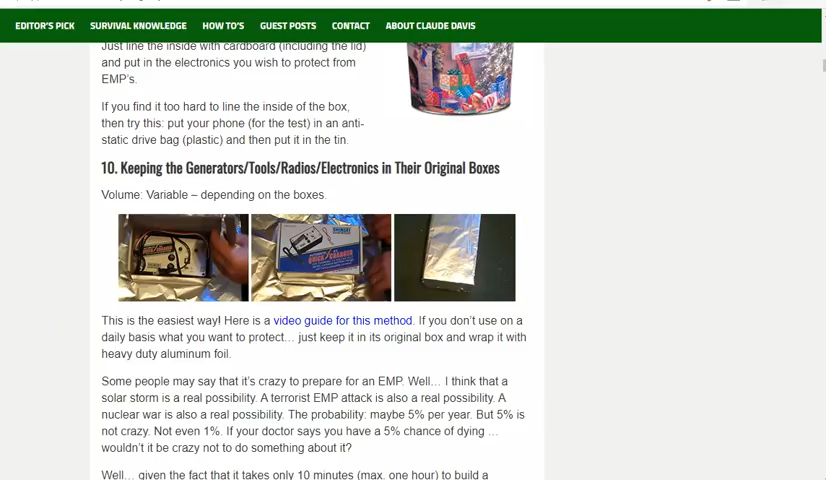 EDITOR'S PICK SURVIVAL KNOWLEDGE HOW TO'S GUEST POSTS CONTACT ABOUT CLAUDE DAVIS
Just line the inside with cardboard (including the lid)
and put in the electronics you wish to protect from
EMP's.
If you find it too hard to line the inside of the box,
then try this: put your phone (for the test) in an anti-
static drive bag (plastic) and then put it in the tin.
10. Keeping the Generators/Tools/Radios/Electronics in Their Original Boxes
Volume: Variable – depending on the boxes.
This is the easiest way! Here is a video guide for this method. If you don't use on a
daily basis what you want to protect… just keep it in its original box and wrap it with
heavy duty aluminum foil.
Some people may say that it's crazy to prepare for an EMP. Well… I think that a
solar storm is a real possibility. A terrorist EMP attack is also a real possibility. A
nuclear war is also a real possibility. The probability: maybe 5% per year. But 5% is
not crazy. Not even 1%. If your doctor says you have a 5% chance of dying …
wouldn't it be crazy not to do something about it?
Well… given the fact that it takes only 10 minutes (max. one hour) to build a